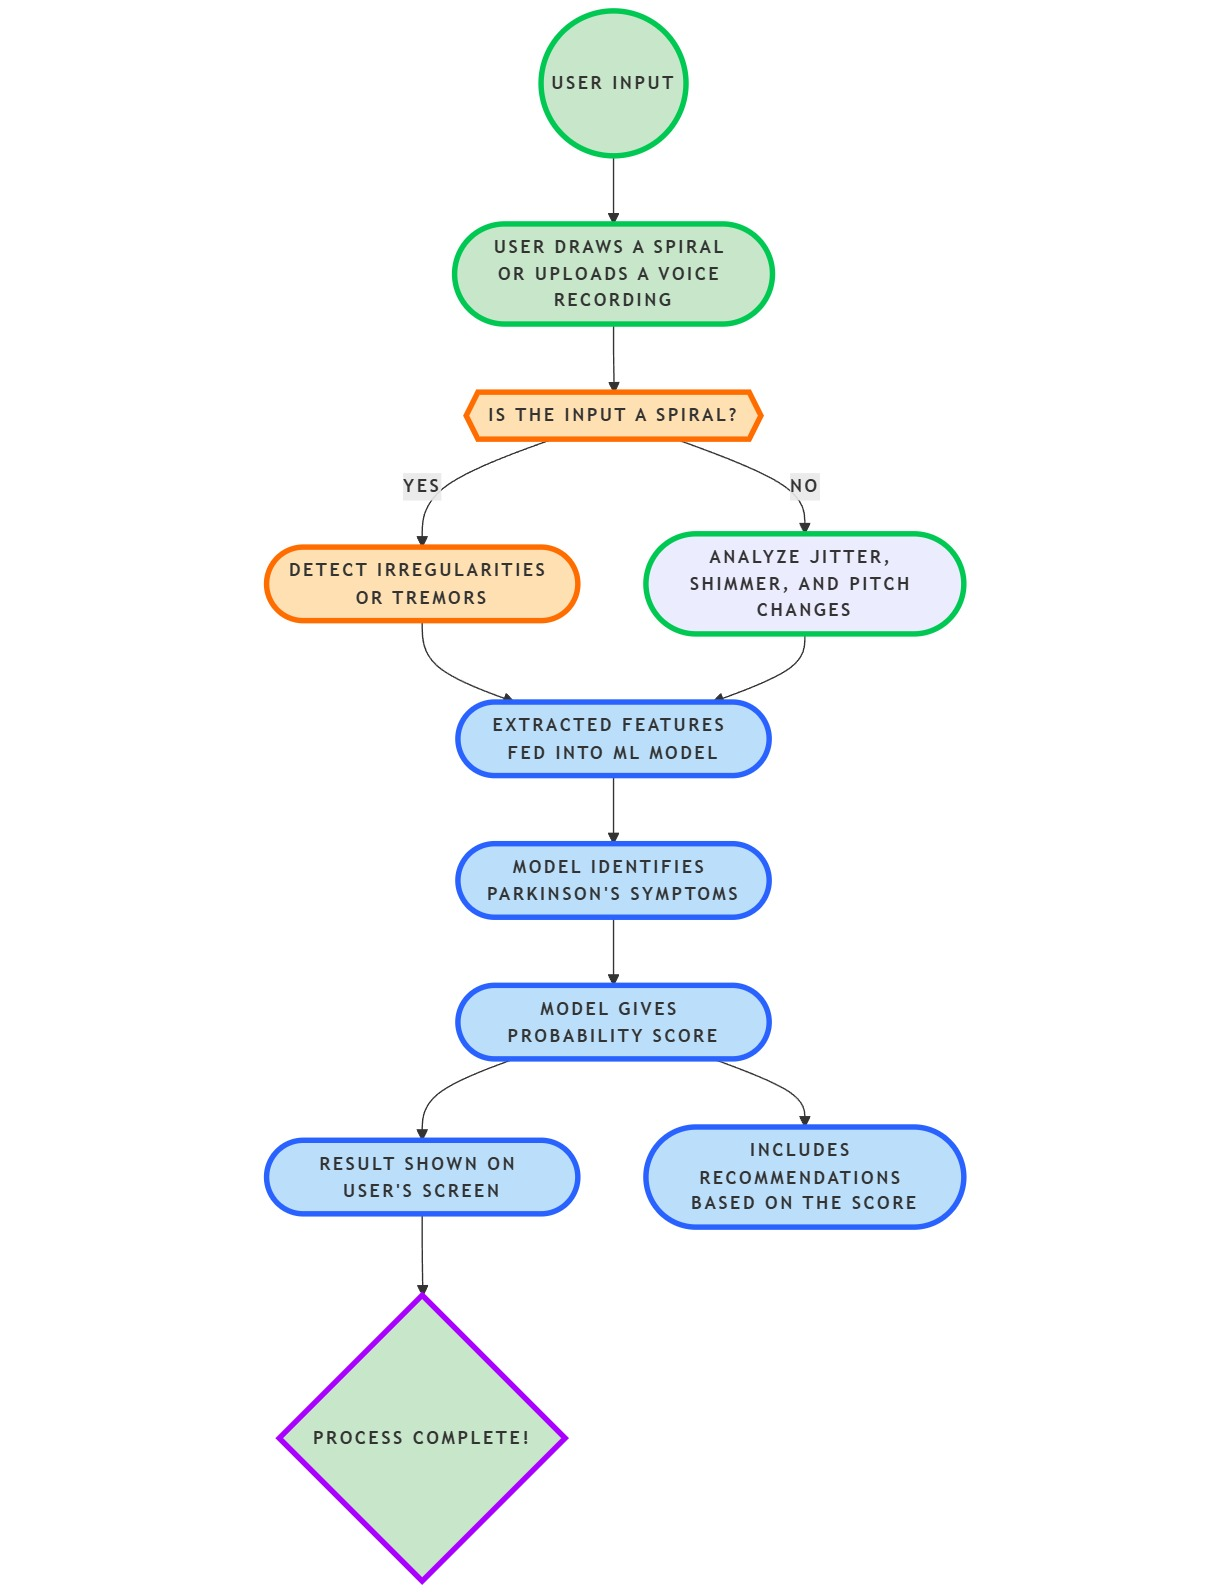 USER INPUT
USER DRAWS A SPIRAL
OR UPLOADS A VOICE
RECORDING
IS THE INPUT A SPIRAL?
YES
NO
DETECT IRREGULARITIES
OR TREMORS
ANALYZE JITTER,
SHIMMER, AND PITCH
CHANGES
EXTRACTED FEATURES
FED INTO ML MODEL
MODEL IDENTIFIES
PARKINSON'S SYMPTOMS
MODEL GIVES
PROBABILITY SCORE
RESULT SHOWN ON
USER'S SCREEN
INCLUDES
RECOMMENDATIONS
BASED ON THE SCORE
PROCESS COMPLETE!